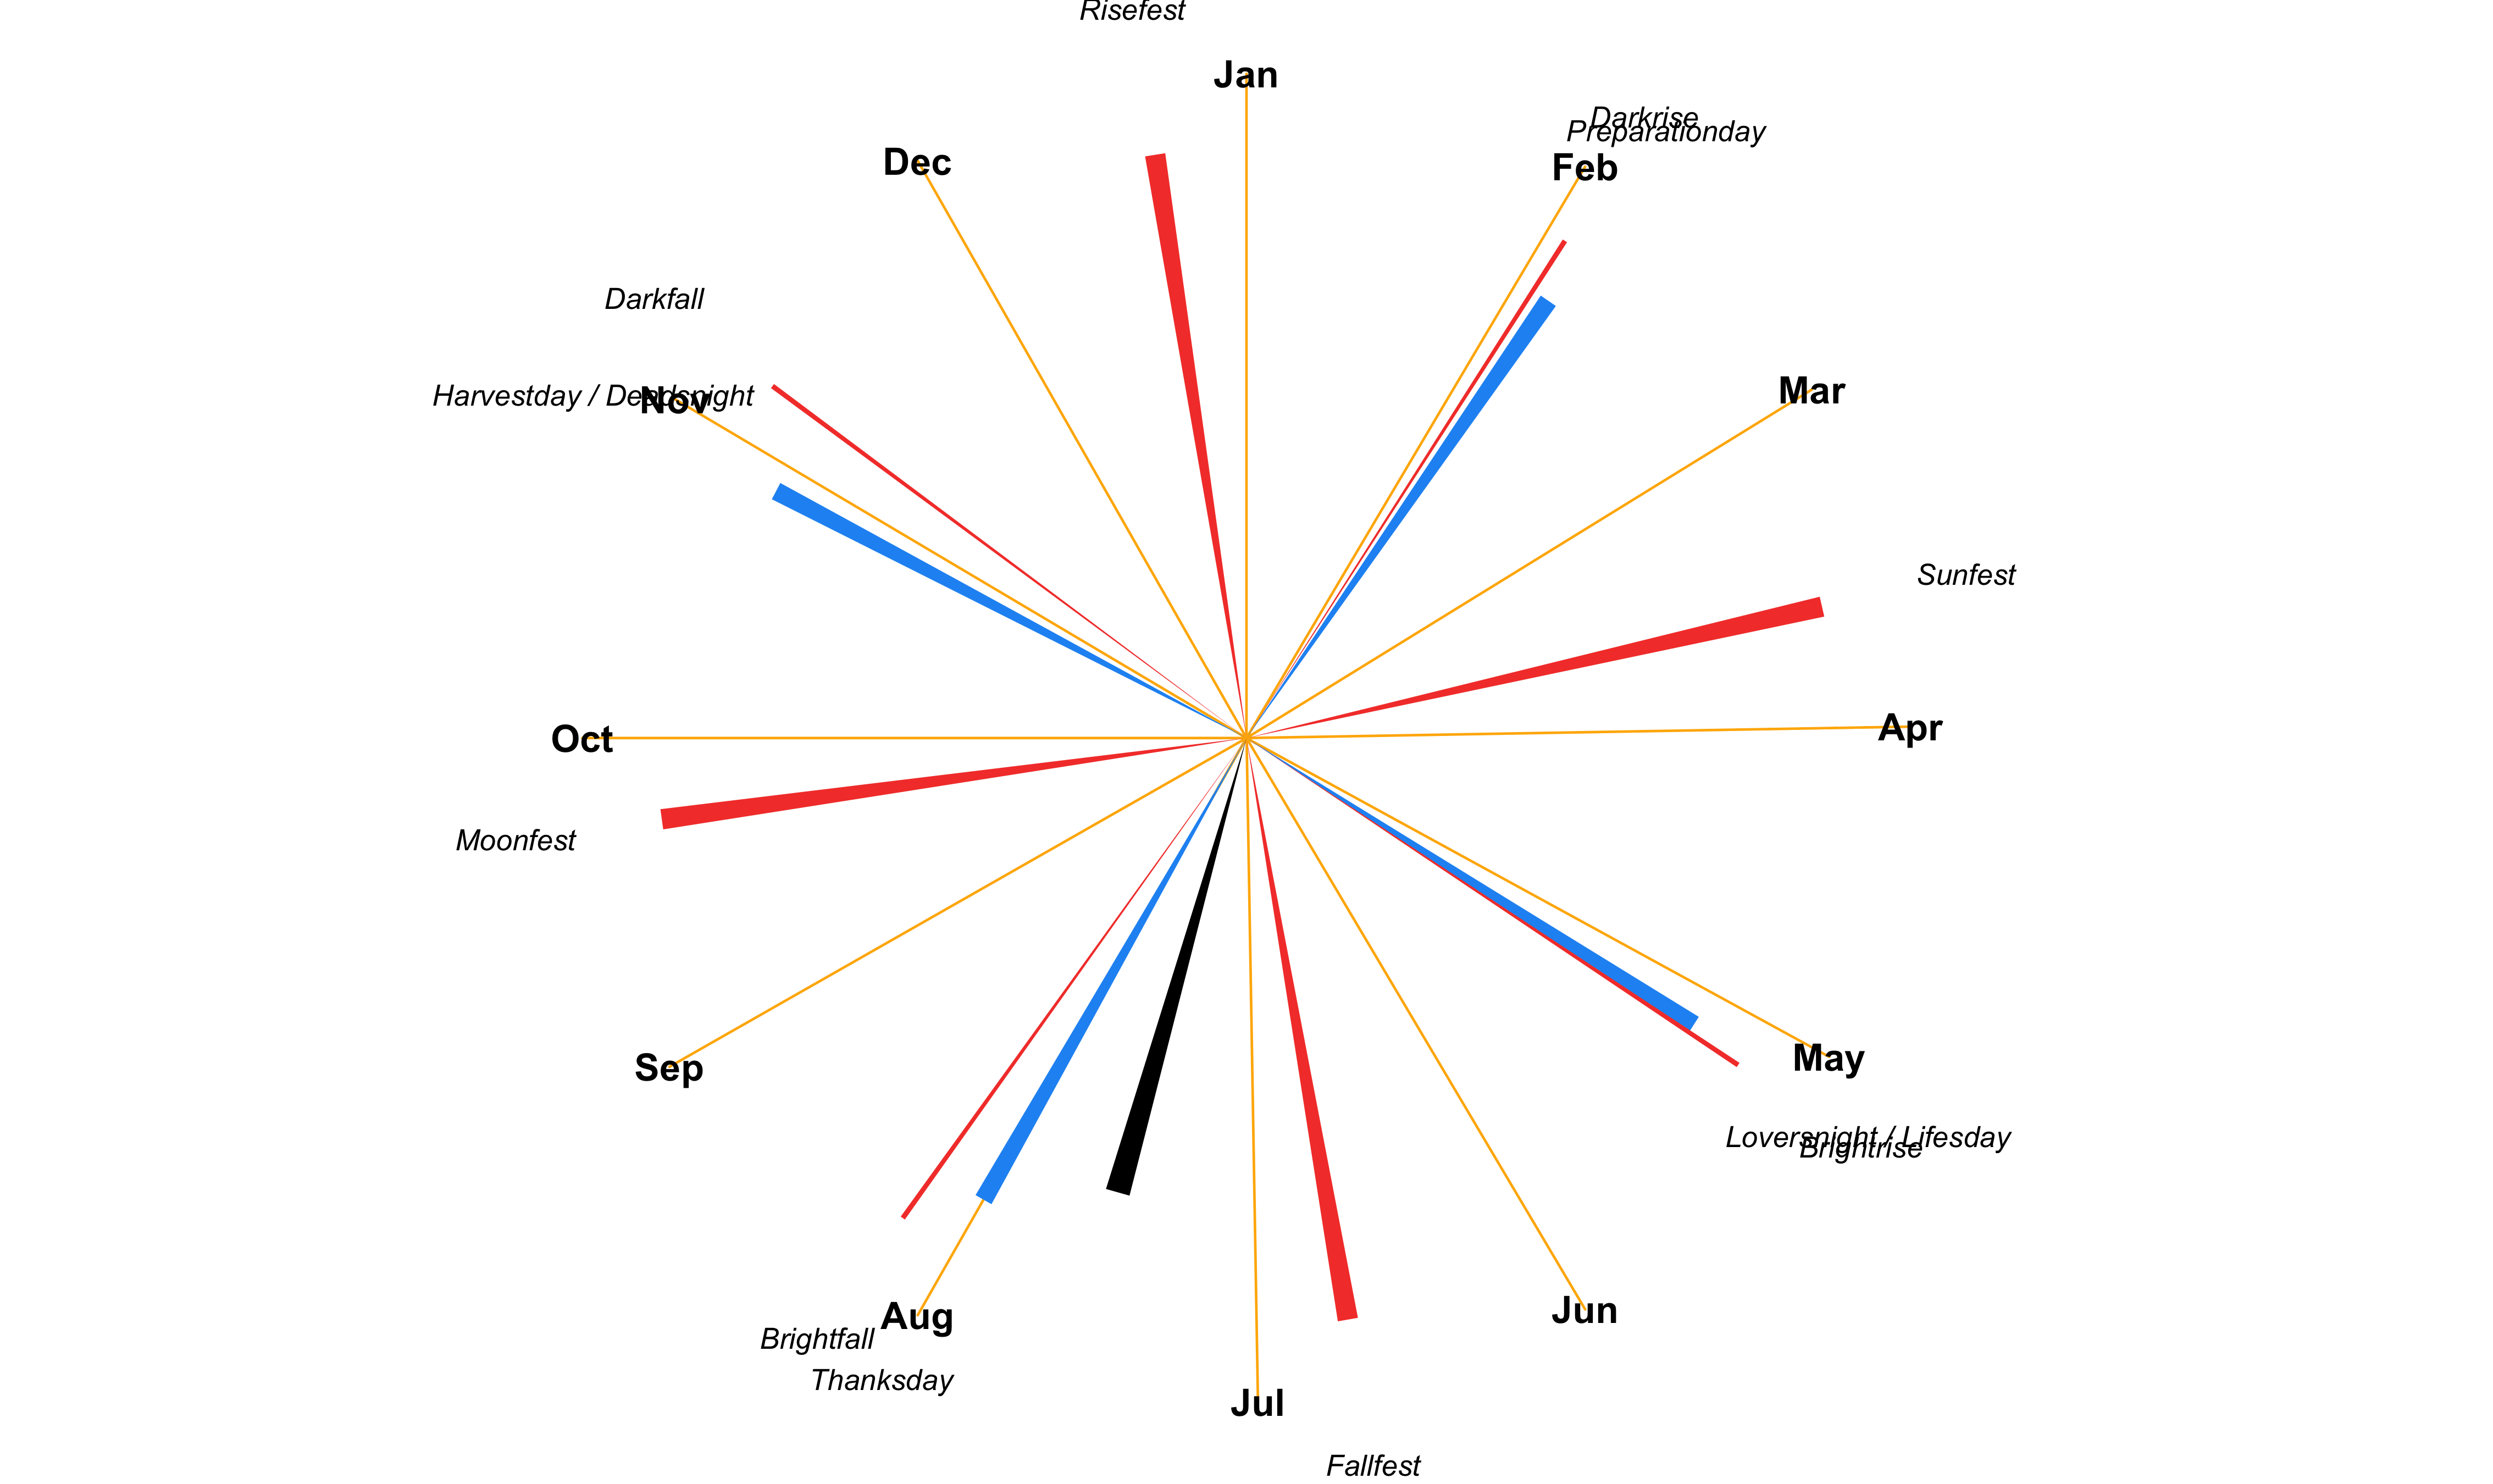 Risefest
Jan
Darkrise
Preparationday
Dec
Feb
Darkfall
Mar
Harvestday / Deadsnight
Nov
Sunfest
Apr
Oct
Moonfest
May
Sep
Loversnight / Lifesday
Brightrise
Jun
Aug
Brightfall
Thanksday
Jul
Fallfest